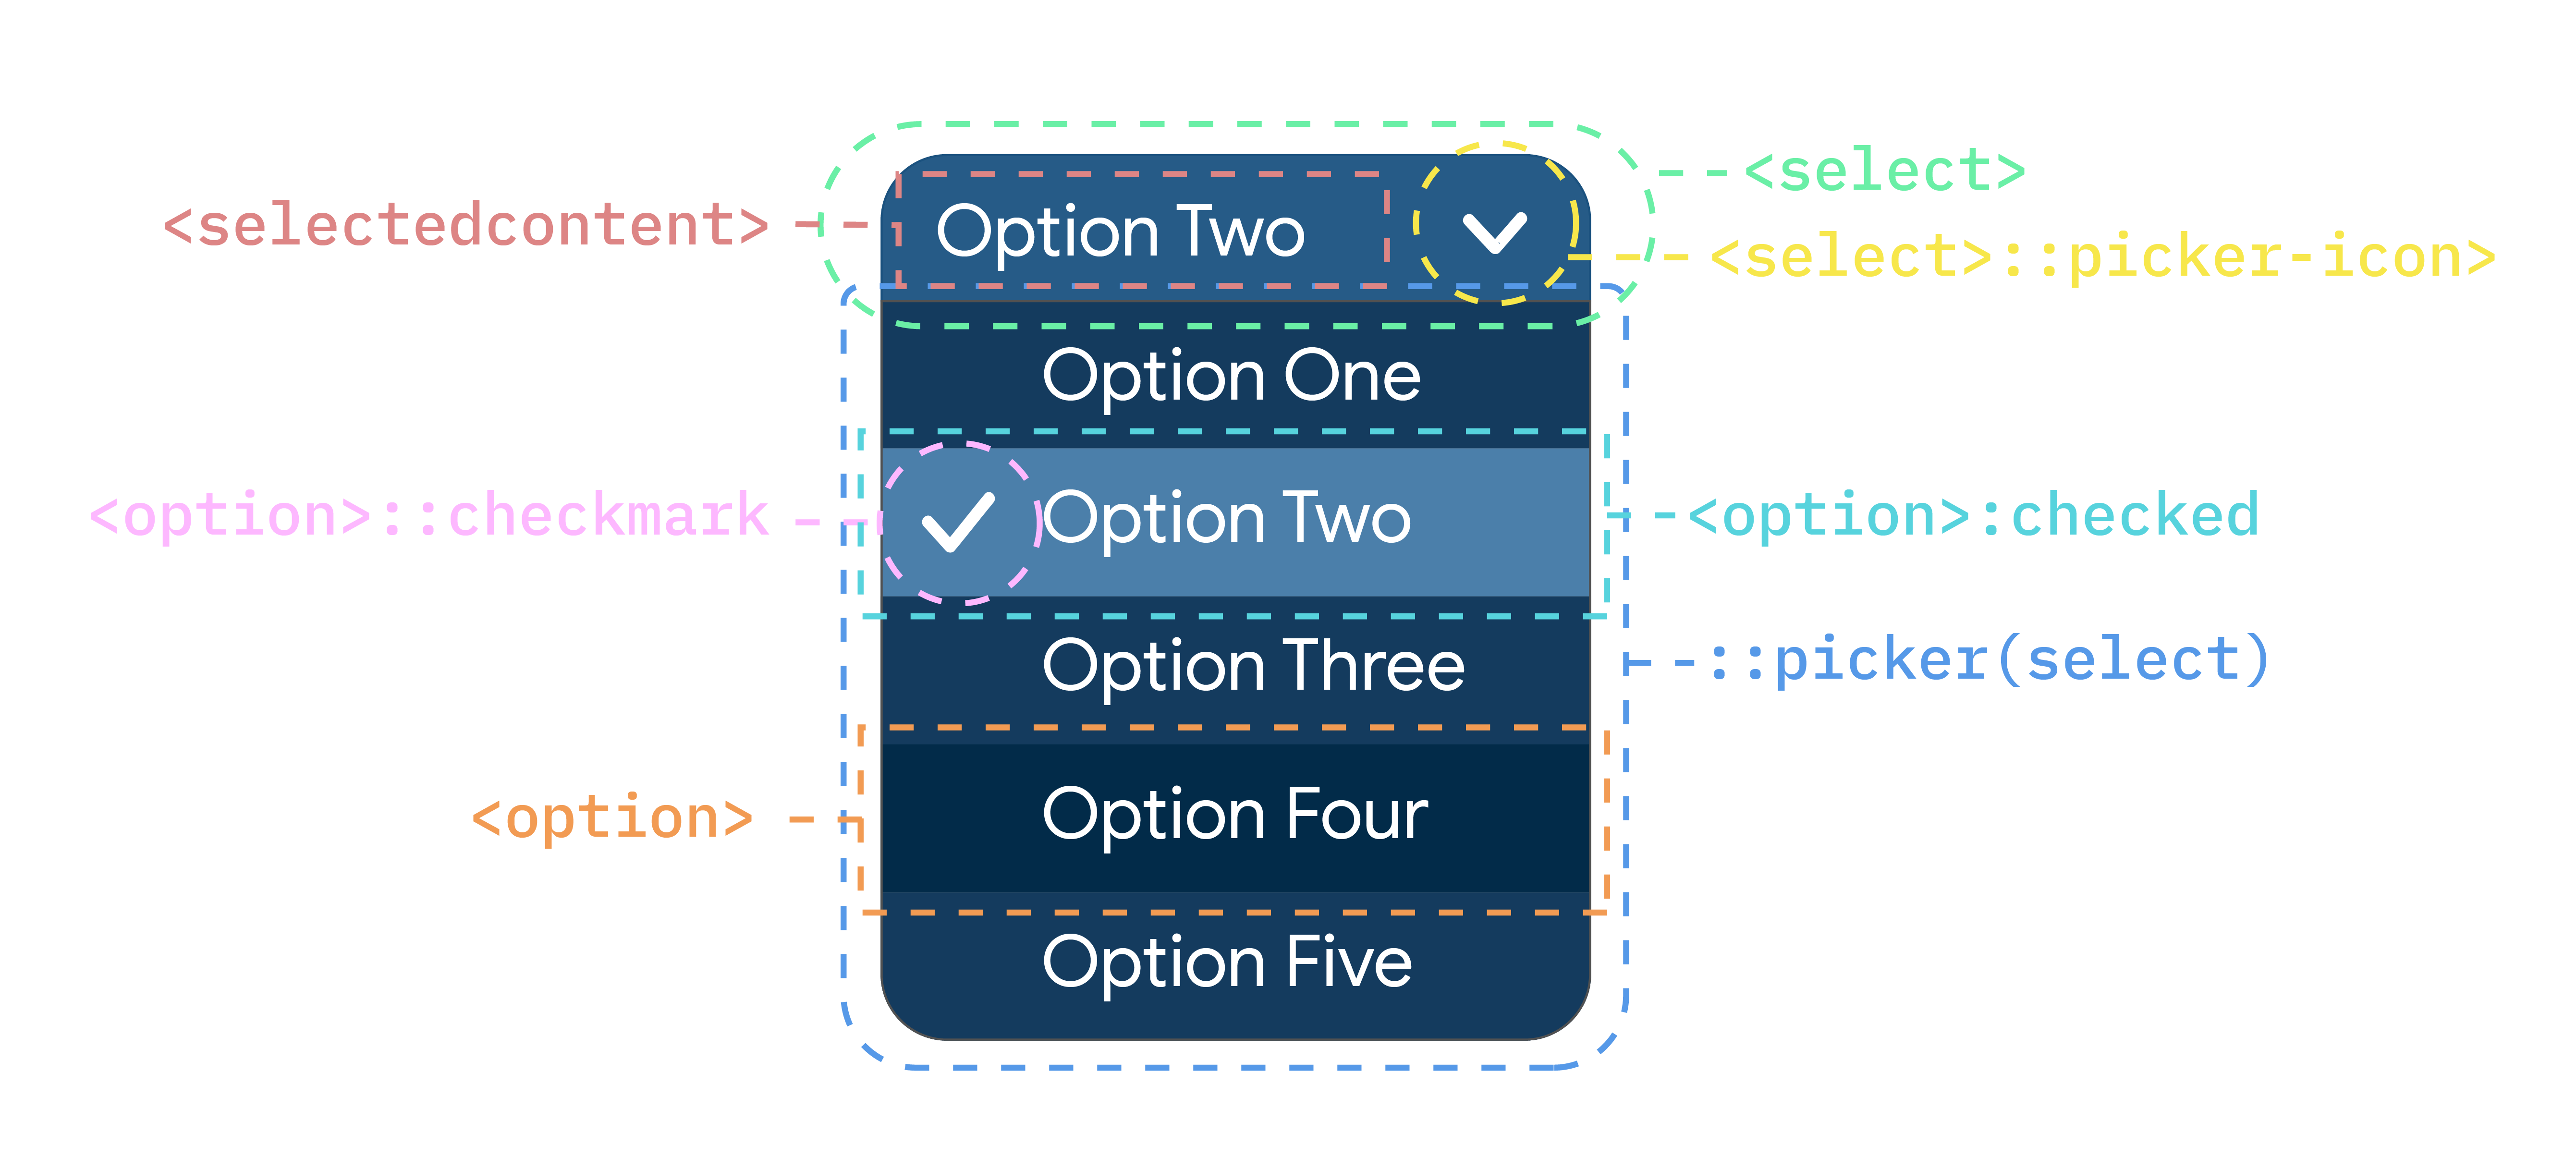 <select>
<selectedcontent>
Option Two
<select>::picker-icon>
Option One
<option>::checkmark
Option Two
<option>:checked
Option Three
::picker(select)
<option>
Option Four
Option Five